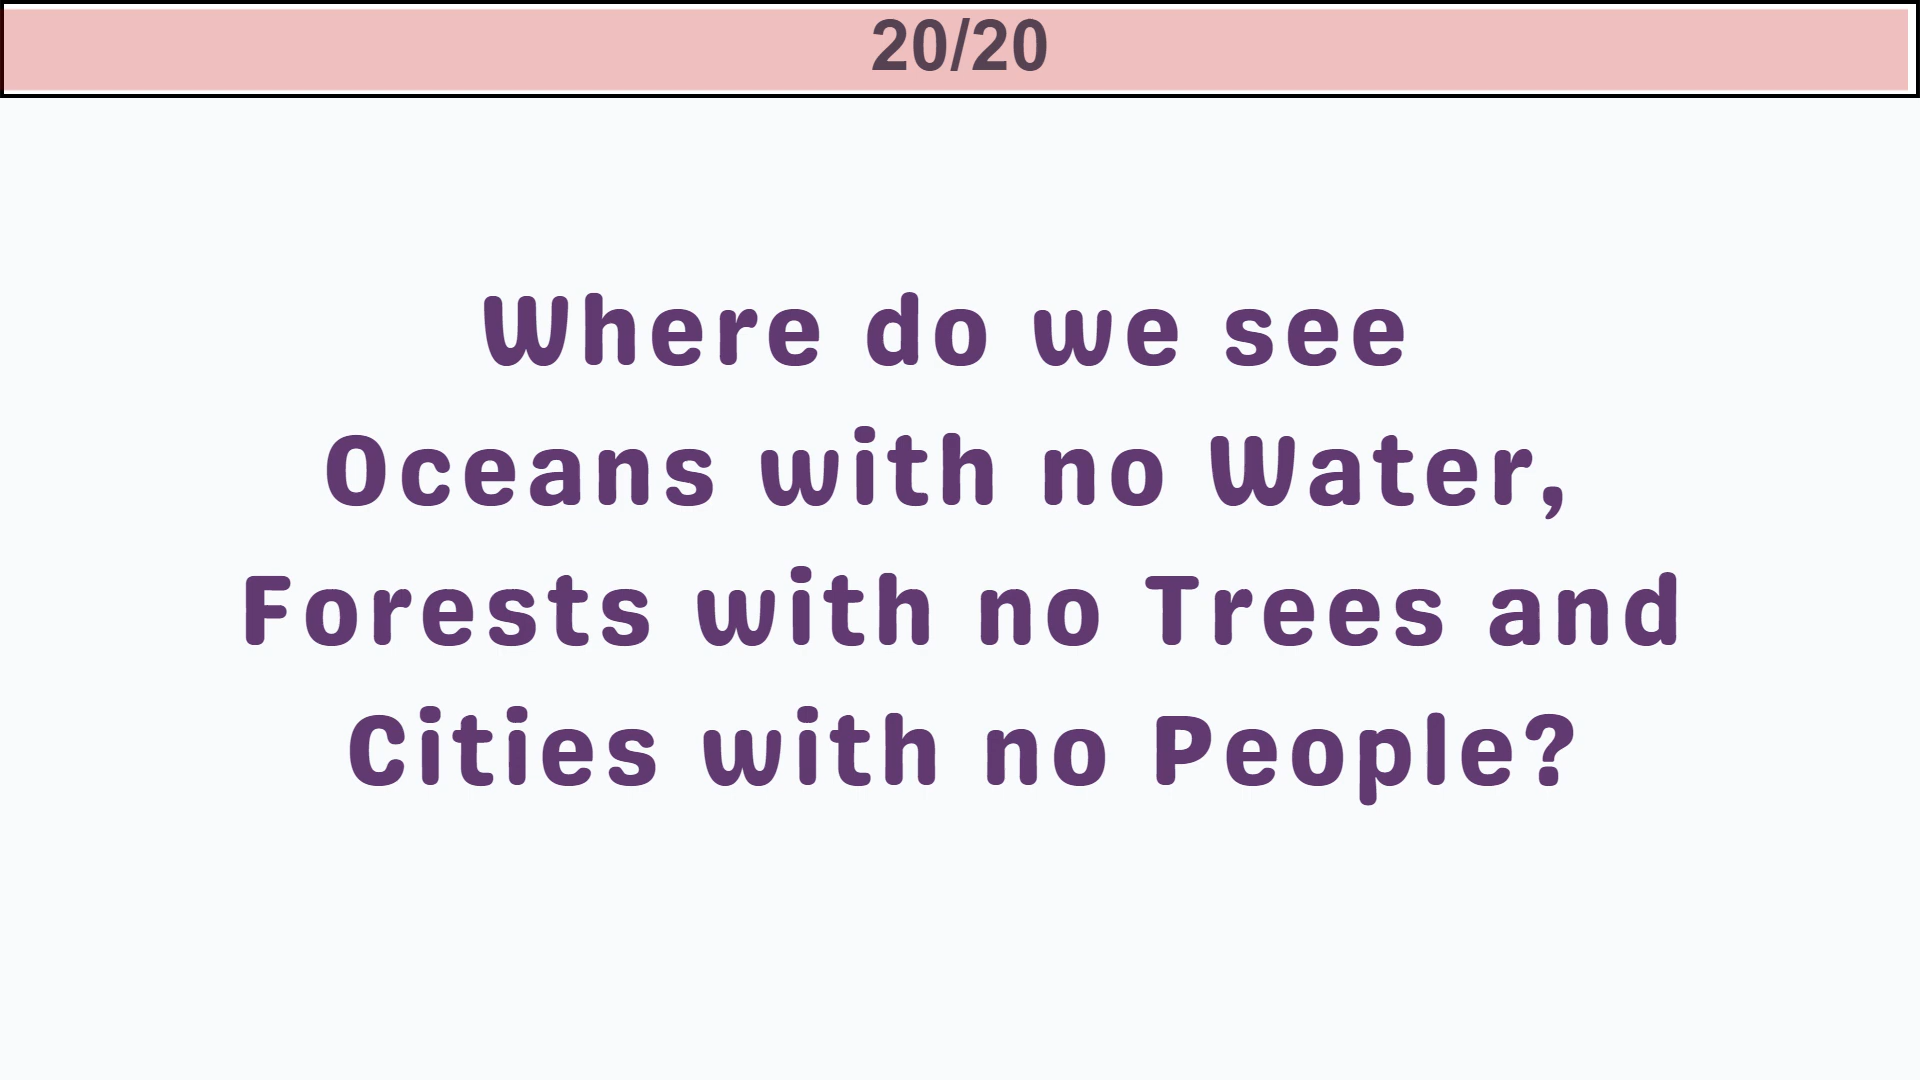 20/20
Where do we see
Oceans with no Water,
Forests with no Trees and
Cities with no People?